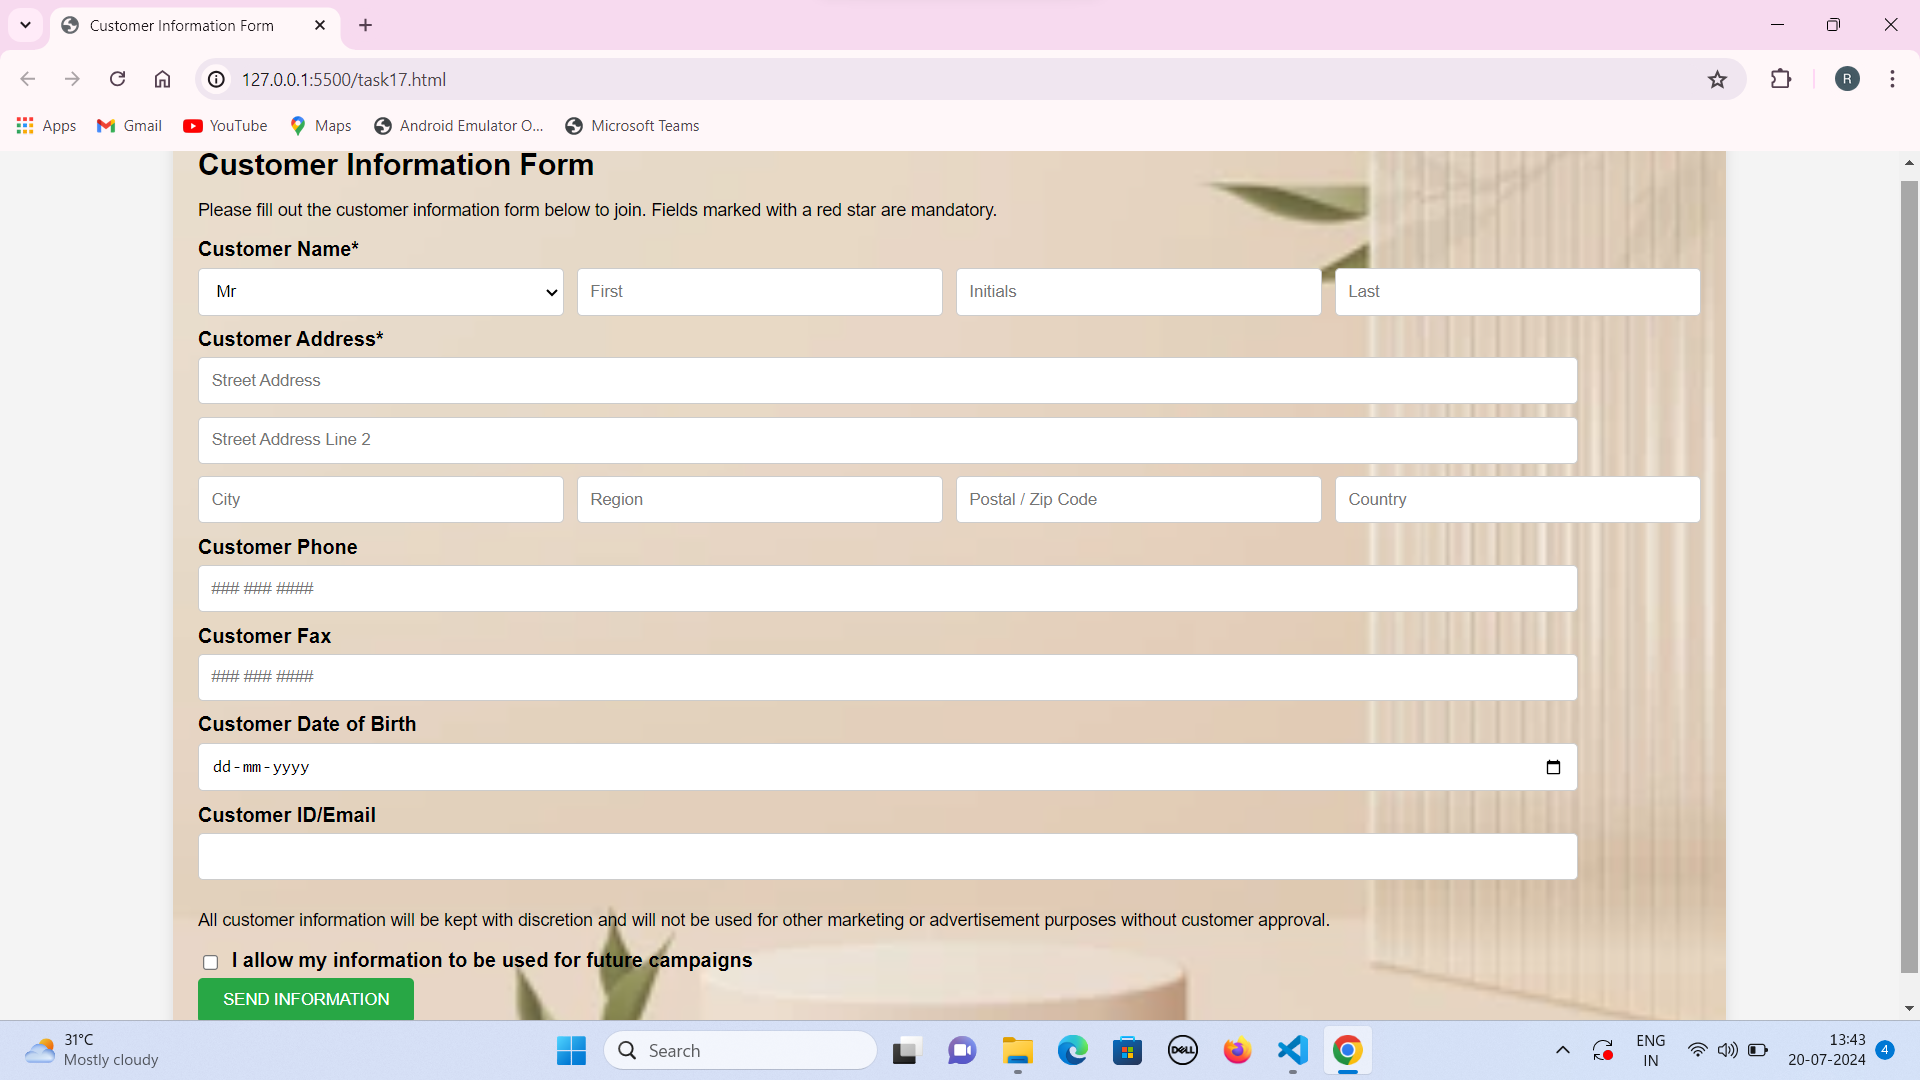 Customer Information Form
127.0.0.1:5500/task17.html
R
Apps Gmail YouTube Maps Android Emulator O... Microsoft Teams
Customer Information Form
Please fill out the customer information form below to join. Fields marked with a red star are mandatory.
Customer Name*
Mr First Initials Last
Customer Address*
Street Address
Street Address Line 2
City Region Postal / Zip Code Country
Customer Phone
### ### ####
Customer Fax
### ### ####
Customer Date of Birth
dd-mm-yyyy
Customer ID/Email
All customer information will be kept with discretion and will not be used for other marketing or advertisement purposes without customer approval.
I allow my information to be used for future campaigns
SEND INFORMATION
31°C
Mostly cloudy
Search
DELL
ENG
IN
13:43
20-07-2024
4